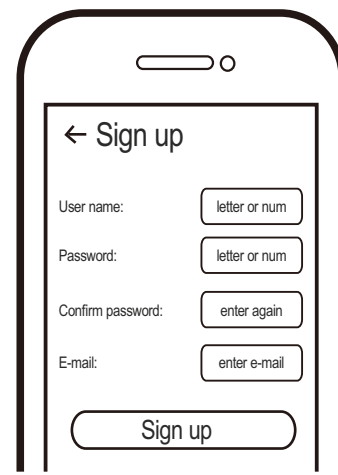 ← Sign up
User name: letter or num
Password: letter or num
Confirm password: enter again
E-mail: enter e-mail
Sign up